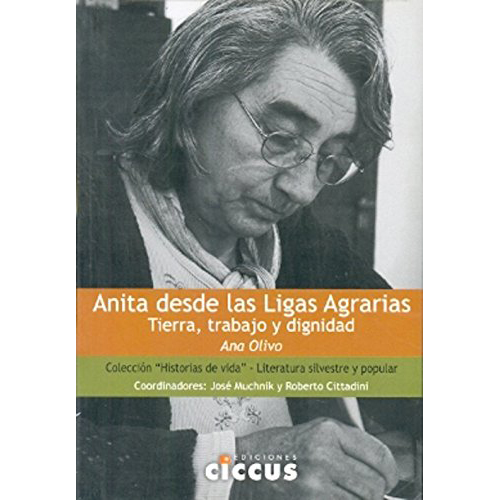 Anita desde las Ligas Agrarias
Tierra, trabajo y dignidad
Ana Olivo
Colección "Historias de vida" - Literatura silvestre y popular
Coordinadores: José Muchnik y Roberto Cittadini
EDICIONES
ciccus